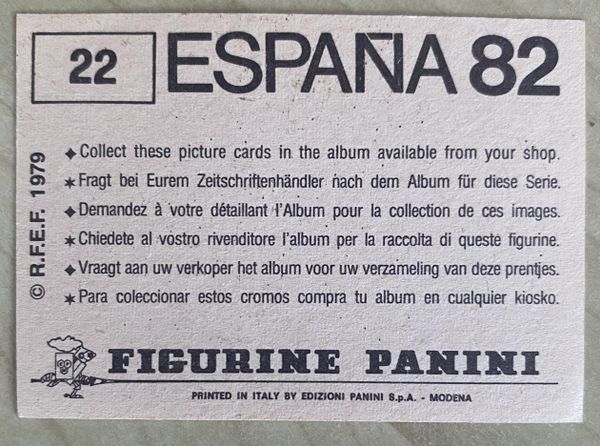 22 ESPAÑA 82
◆ Collect these picture cards in the album available from your shop.
✶ Fragt bei Eurem Zeitschriftenhändler nach dem Album für diese Serie.
◆ Demandez à votre détaillant l'Album pour la collection de ces images.
✶ Chiedete al vostro rivenditore l'album per la raccolta di queste figurine.
◆ Vraagt aan uw verkoper het album voor uw verzameling van deze prentjes.
✶ Para coleccionar estos cromos compra tu album en cualquier kiosko.
© R.F.E.F. 1979
FIGURINE PANINI
PRINTED IN ITALY BY EDIZIONI PANINI S.p.A. - MODENA